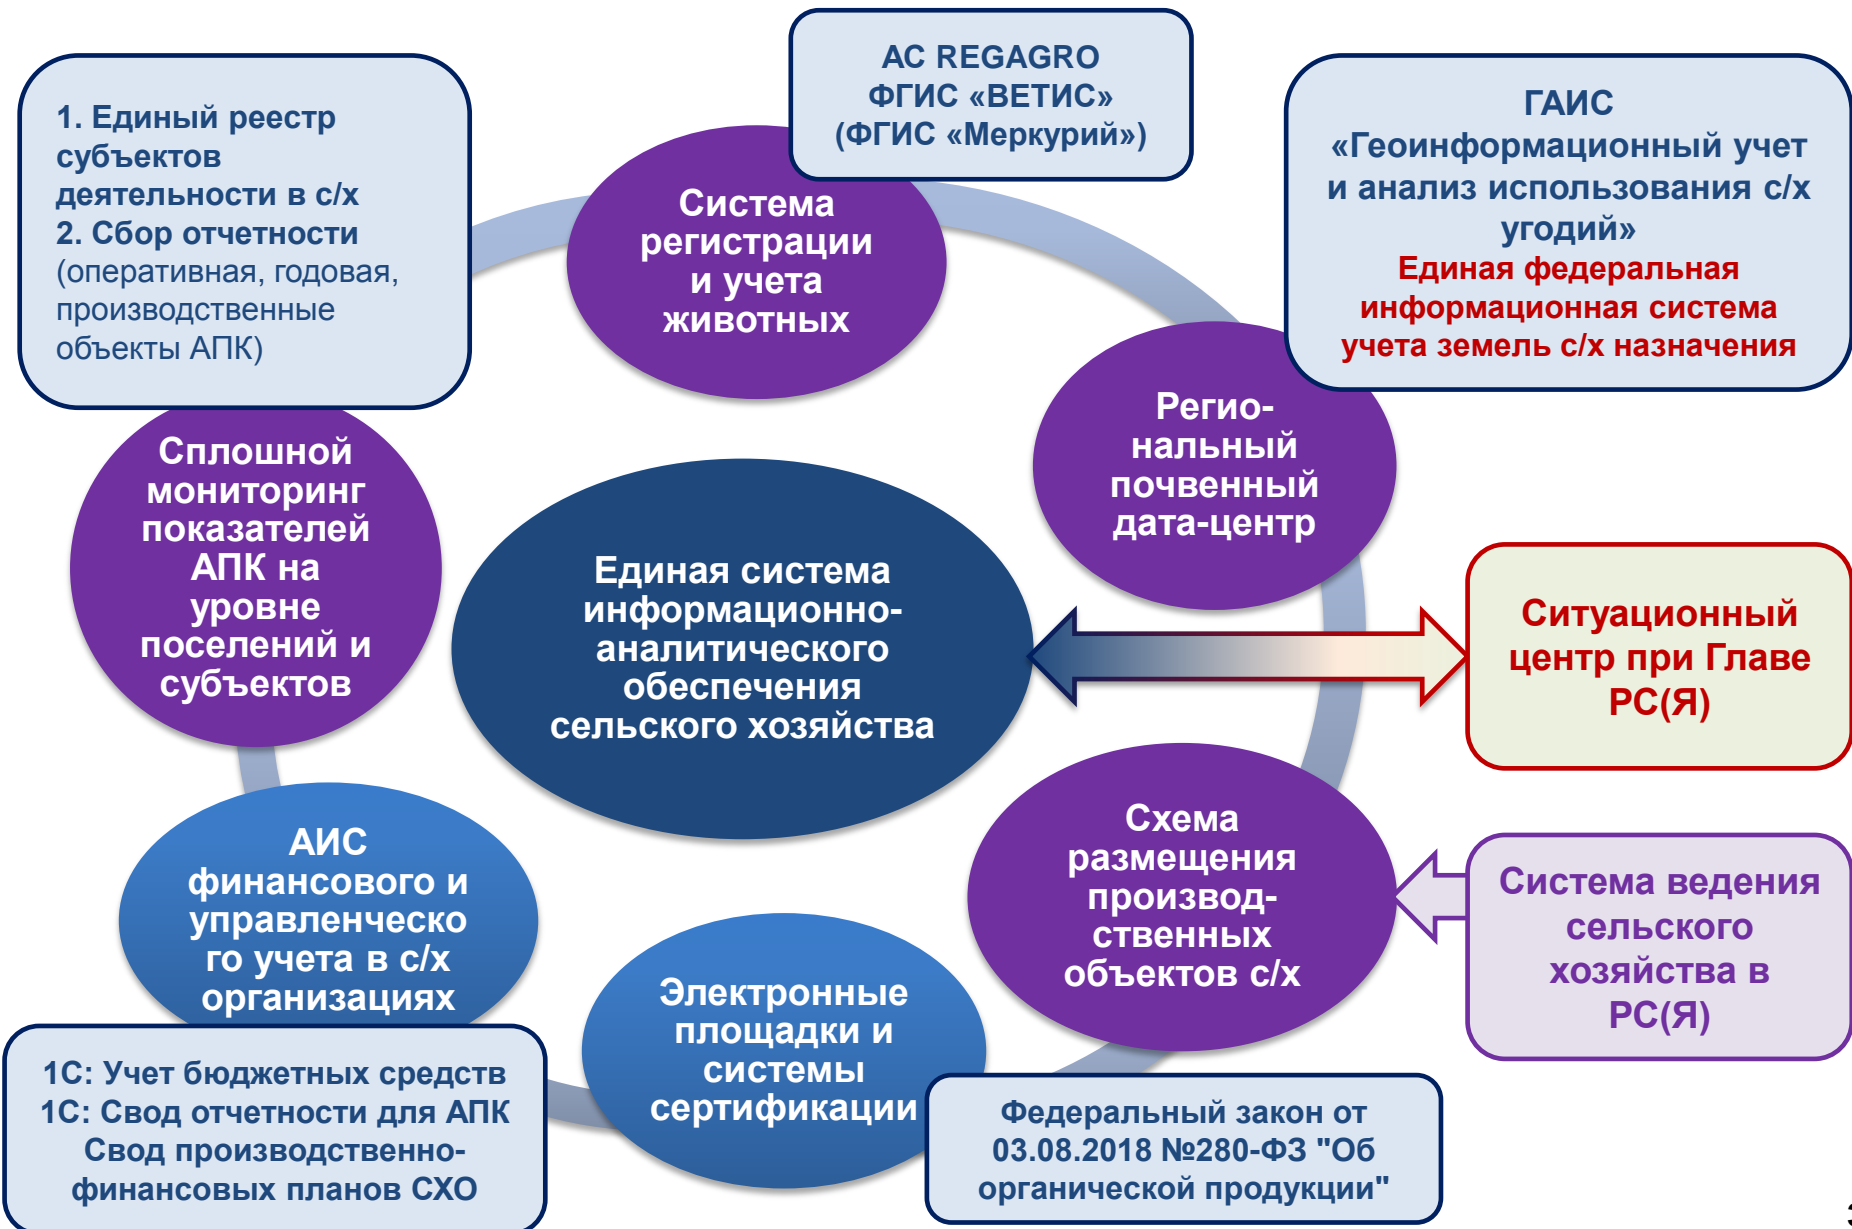 АС REGAGRO
ФГИС «ВЕТИС»
(ФГИС «Меркурий»)
1. Единый реестр
субъектов
деятельности в с/х
2. Сбор отчетности
(оперативная, годовая,
производственные
объекты АПК)
ГАИС
«Геоинформационный учет
и анализ использования с/х
угодий»
Единая федеральная
информационная система
учета земель с/х назначения
Система
регистрации
и учета
животных
Регио-
нальный
почвенный
дата-центр
Сплошной
мониторинг
показателей
АПК на
уровне
поселений и
субъектов
Единая система
информационно-
аналитического
обеспечения
сельского хозяйства
Ситуационный
центр при Главе
РС(Я)
АИС
финансового и
управленческо
го учета в с/х
организациях
Схема
размещения
производ-
ственных
объектов с/х
Система ведения
сельского
хозяйства в
РС(Я)
Электронные
площадки и
системы
сертификации
1С: Учет бюджетных средств
1С: Свод отчетности для АПК
Свод производственно-
финансовых планов СХО
Федеральный закон от
03.08.2018 №280-ФЗ "Об
органической продукции"